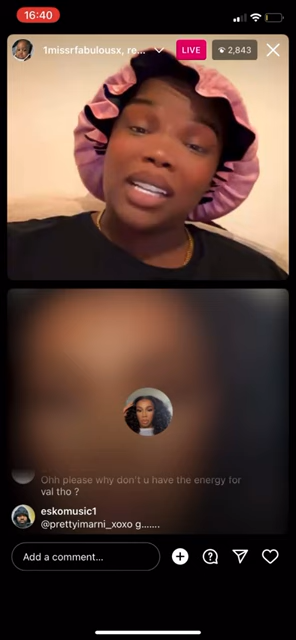 16:40
1missrfabulousx, re...
LIVE
2,843
Ohh please why don't u have the energy for
val tho ?
eskomusic1
@prettyimarni_xoxo g.......
Add a comment...